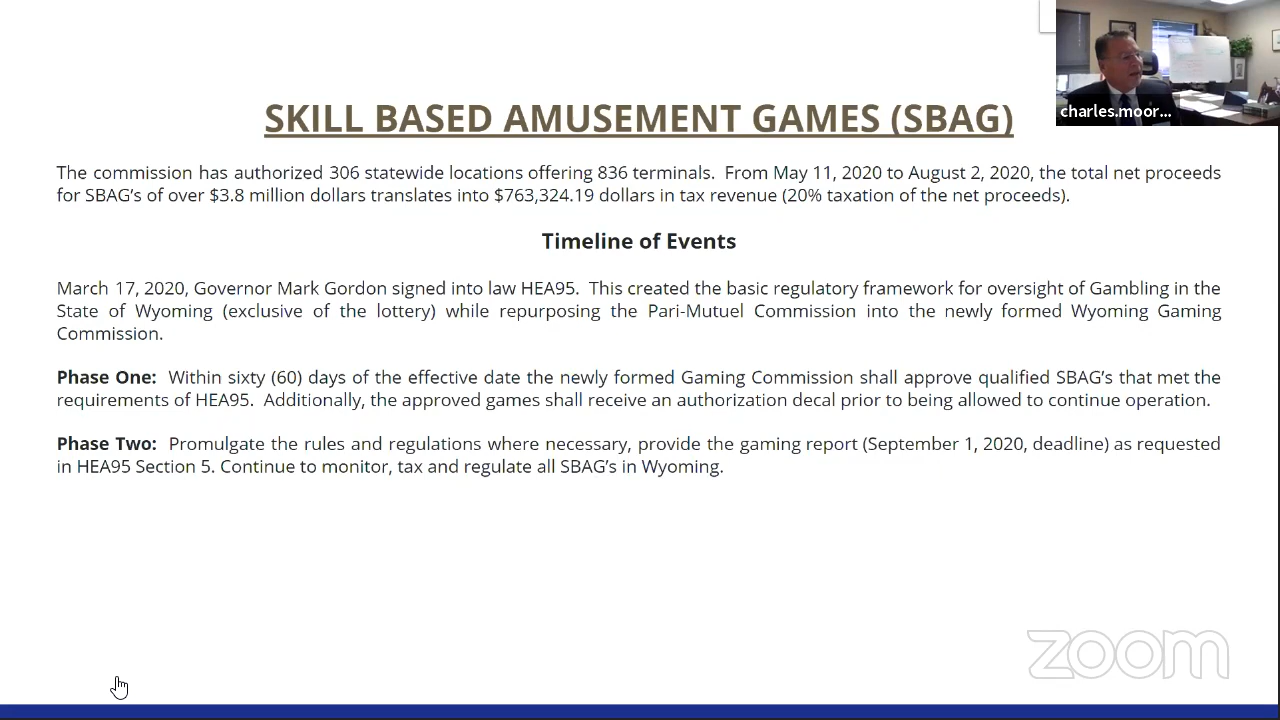 SKILL BASED AMUSEMENT GAMES (SBAG)
The commission has authorized 306 statewide locations offering 836 terminals. From May 11, 2020 to August 2, 2020, the total net proceeds
for SBAG's of over $3.8 million dollars translates into $763,324.19 dollars in tax revenue (20% taxation of the net proceeds).
Timeline of Events
March 17, 2020, Governor Mark Gordon signed into law HEA95. This created the basic regulatory framework for oversight of Gambling in the
State of Wyoming (exclusive of the lottery) while repurposing the Pari-Mutuel Commission into the newly formed Wyoming Gaming
Commission.
Phase One: Within sixty (60) days of the effective date the newly formed Gaming Commission shall approve qualified SBAG's that met the
requirements of HEA95. Additionally, the approved games shall receive an authorization decal prior to being allowed to continue operation.
Phase Two: Promulgate the rules and regulations where necessary, provide the gaming report (September 1, 2020, deadline) as requested
in HEA95 Section 5. Continue to monitor, tax and regulate all SBAG's in Wyoming.
charles.moor...
zoom